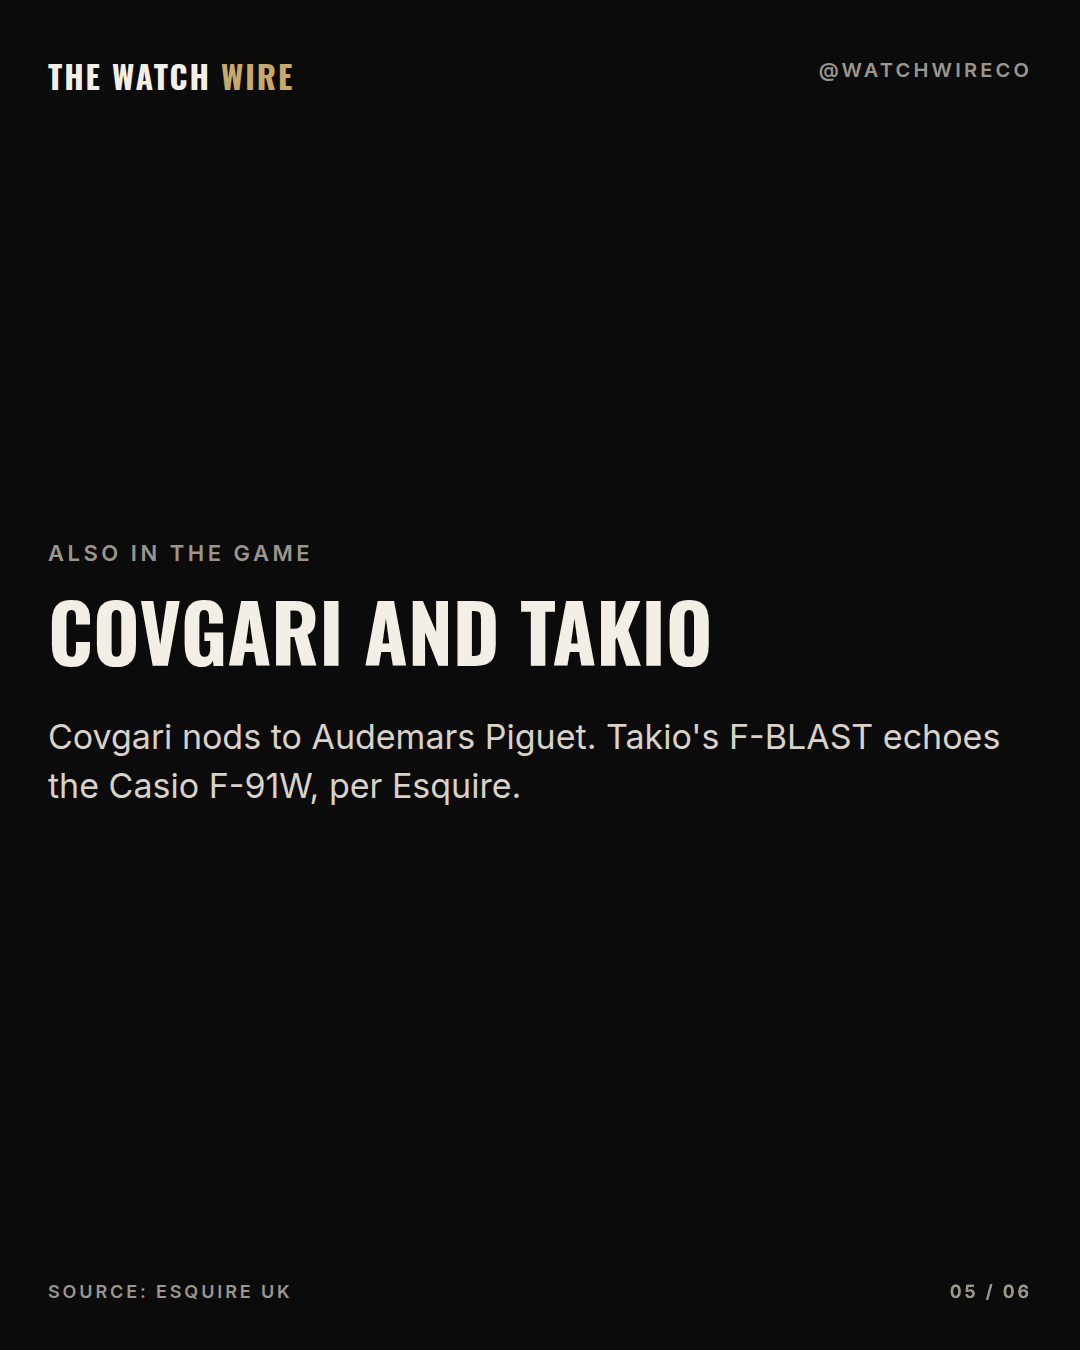 THE WATCH WIRE
@WATCHWIRECO
ALSO IN THE GAME
COVGARI AND TAKIO
Covgari nods to Audemars Piguet. Takio's F-BLAST echoes
the Casio F-91W, per Esquire.
SOURCE: ESQUIRE UK
05 / 06